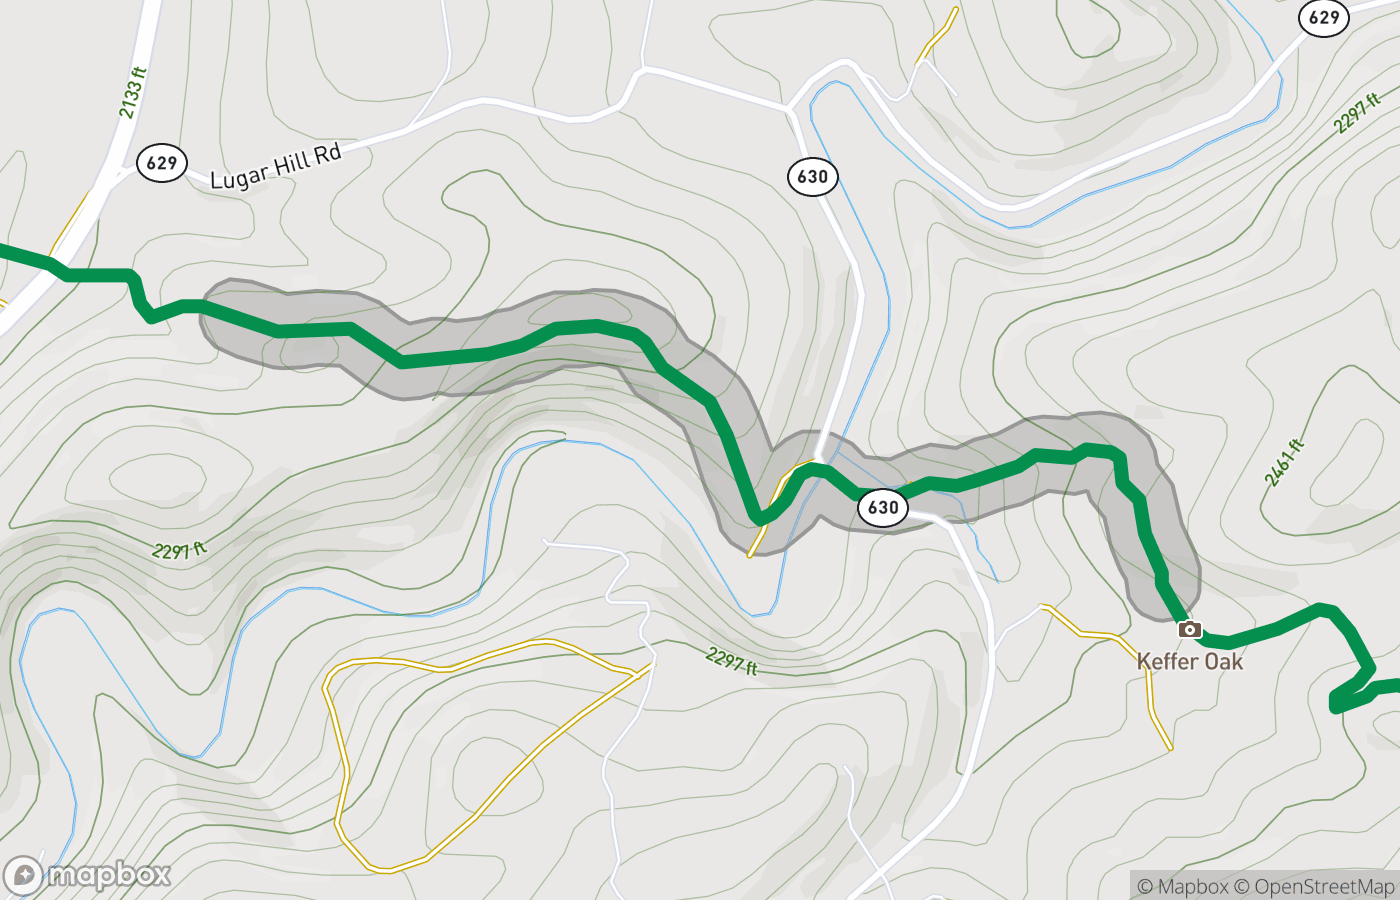 629
2133 ft
2297 ft
629
Lugar Hill Rd
630
2461 ft
630
2297 ft
2297 ft
Keffer Oak
mapbox
© Mapbox © OpenStreetMap